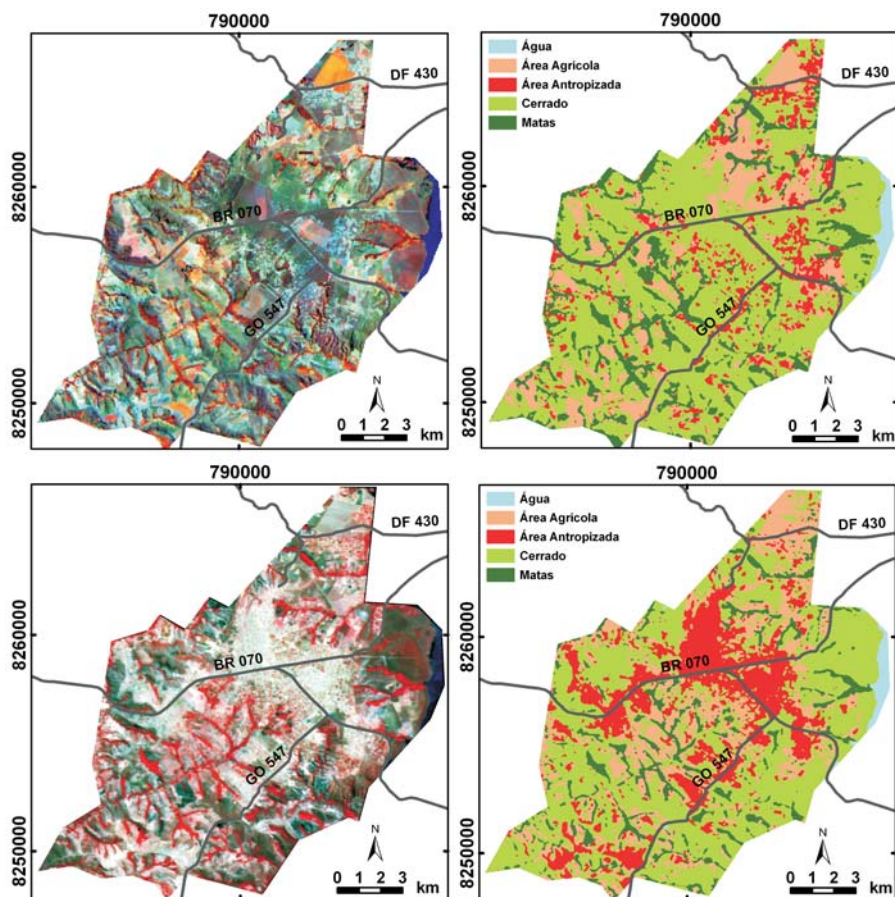 790000
DF 430
8260000
8250000
BR 070
GO 547
N
0 1 2 3
km
790000
Água
Área Agrícola
Área Antropizada
Cerrado
Matas
DF 430
8260000
8250000
BR 070
GO 547
N
0 1 2 3
km
790000
DF 430
8260000
8250000
BR 070
GO 547
N
0 1 2 3
km
790000
Água
Área Agrícola
Área Antropizada
Cerrado
Matas
DF 430
8260000
8250000
BR 070
GO 547
N
0 1 2 3
km